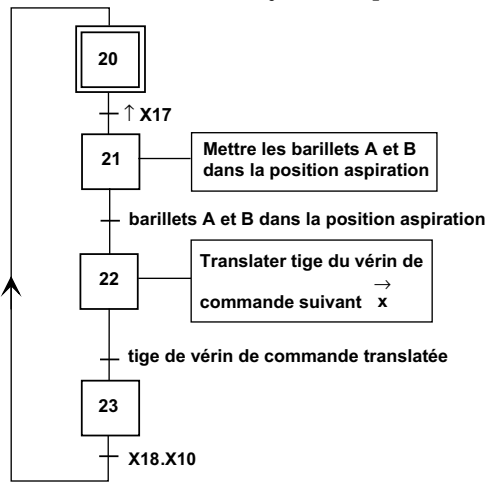 20
↑ X17
21
Mettre les barillets A et B
dans la position aspiration
barillets A et B dans la position aspiration
22
Translater tige du vérin de
commande suivant x→
tige de vérin de commande translatée
23
X18.X10